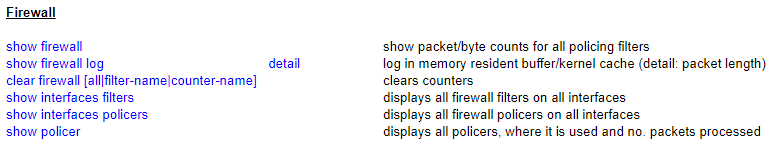 Firewall
show firewall show packet/byte counts for all policing filters
show firewall log detail log in memory resident buffer/kernel cache (detail: packet length)
clear firewall [all|filter-name|counter-name] clears counters
show interfaces filters displays all firewall filters on all interfaces
show interfaces policers displays all firewall policers on all interfaces
show policer displays all policers, where it is used and no. packets processed